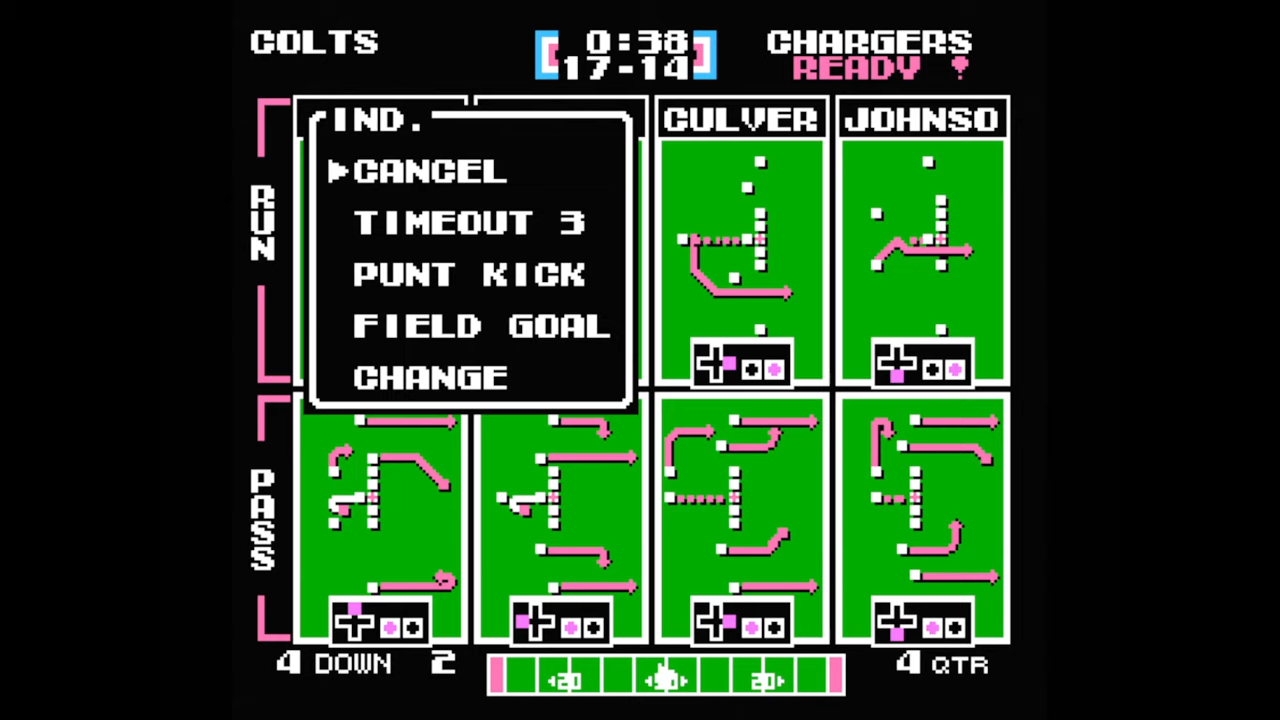 COLTS
0:38
CHARGERS
17-14
READY
IND.
CANCEL
TIMEOUT 3
PUNT KICK
FIELD GOAL
CHANGE
CULVER
JOHNSO
RUN
PASS
4 DOWN 2
20
50
20
4 QTR